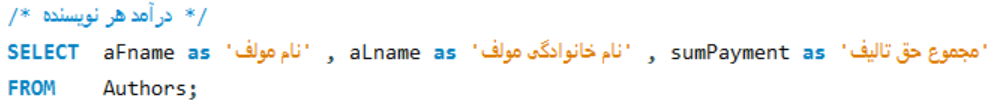 /* درآمد هر نویسنده */
SELECT aFname as 'نام مولف' , aLname as 'نام خانوادگی مولف' , sumPayment as 'مجموع حق تالیف'
FROM Authors;